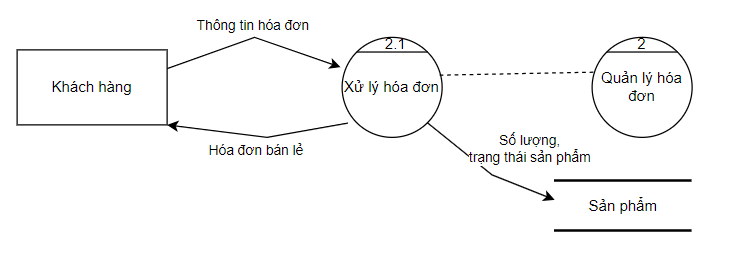 Thông tin hóa đơn
2.1
2
Khách hàng
Xử lý hóa đơn
Quản lý hóa
đơn
Hóa đơn bán lẻ
Số lượng,
trạng thái sản phẩm
Sản phẩm